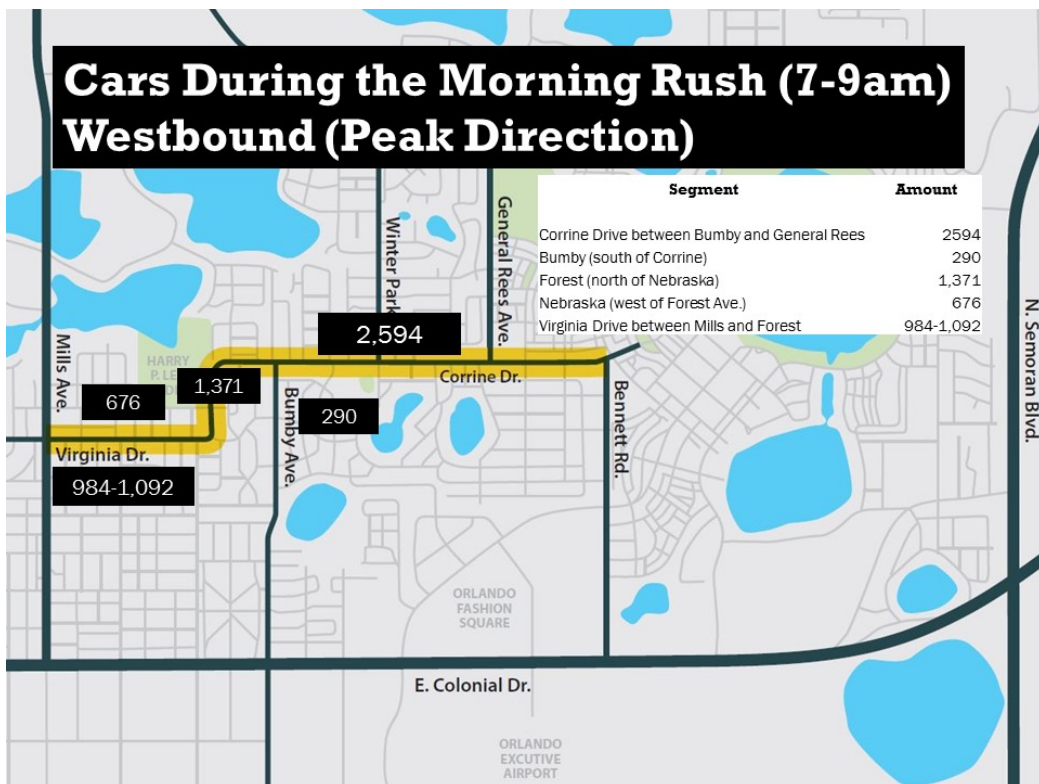 Cars During the Morning Rush (7-9am)
Westbound (Peak Direction)
Segment Amount
Corrine Drive between Bumby and General Rees 2594
Bumby (south of Corrine) 290
Forest (north of Nebraska) 1,371
Nebraska (west of Forest Ave.) 676
Virginia Drive between Mills and Forest 984-1,092
Winter Park
General Rees Ave.
N. Semoran Blvd.
Mills Ave.
2,594
HARRY
P. LE
1,371
Corrine Dr.
676
Bumby Ave.
290
Bennett Rd.
Virginia Dr.
984-1,092
ORLANDO
FASHION
SQUARE
E. Colonial Dr.
ORLANDO
EXCUTIVE
AIRPORT